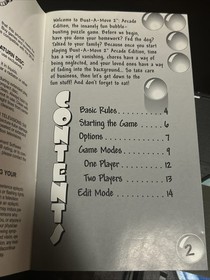 Welcome to Bust-A-Move 2® Arcade
Edition, the insanely fun bubble-
busting puzzle game. Before we begin,
have you done your homework? Fed the dog?
Talked to your family? Because once you start
playing Bust-A-Move 2® Arcade Edition, time
has a way of vanishing, chores have a way of
being neglected, and your loved ones have a way
of fading into the background... So take care
of business, then let's get down to the
fun stuff! And don't forget to eat!
CONTENTS
Basic Rules 4
Starting the Game 6
Options 7
Game Modes 9
One Player 12
Two Players 13
Edit Mode 14
2